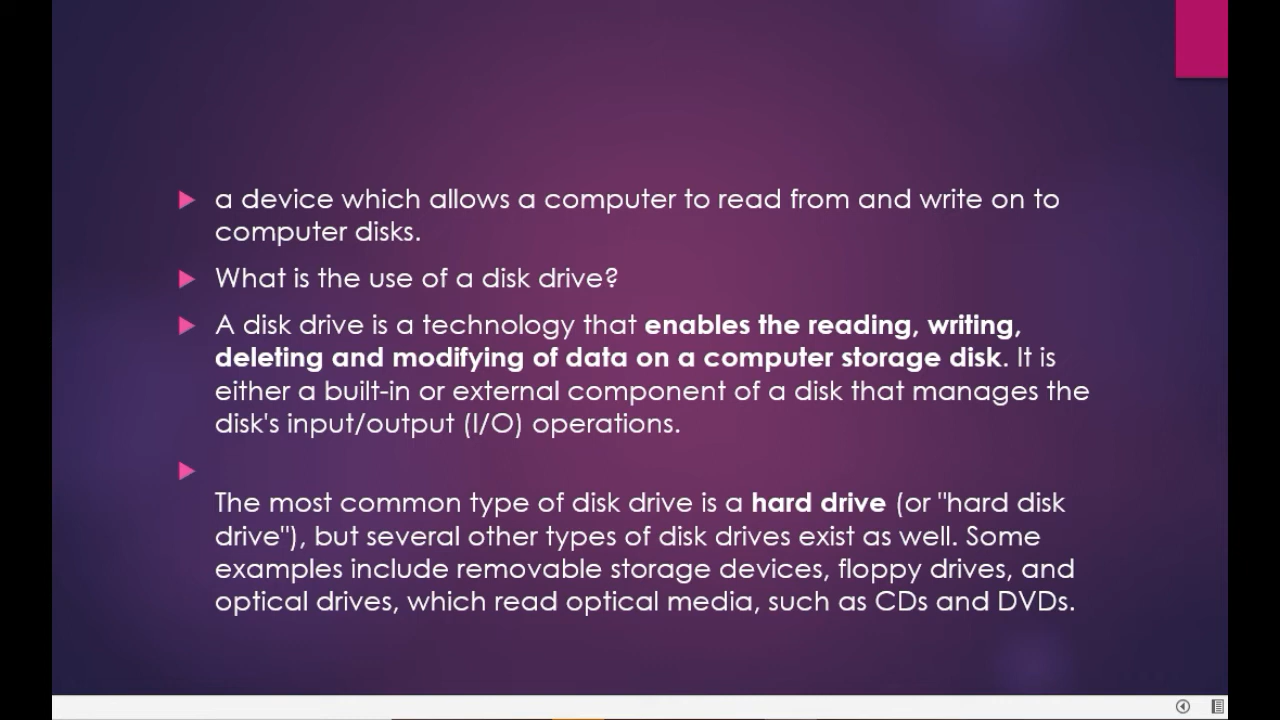 a device which allows a computer to read from and write on to
computer disks.
What is the use of a disk drive?
A disk drive is a technology that enables the reading, writing,
deleting and modifying of data on a computer storage disk. It is
either a built-in or external component of a disk that manages the
disk's input/output (I/O) operations.
The most common type of disk drive is a hard drive (or "hard disk
drive"), but several other types of disk drives exist as well. Some
examples include removable storage devices, floppy drives, and
optical drives, which read optical media, such as CDs and DVDs.